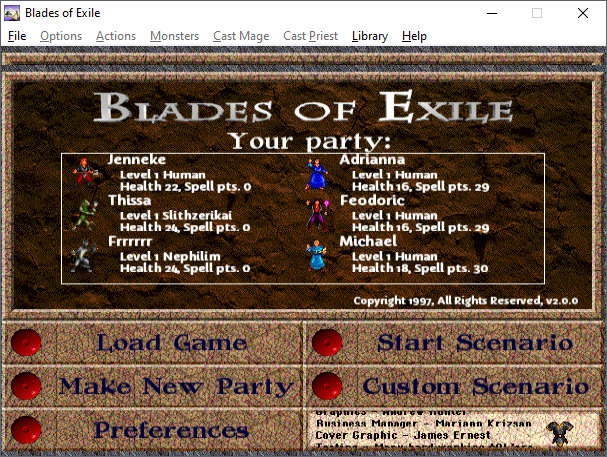 Blades of Exile
File Options Actions Monsters Cast Mage Cast Priest Library Help
BLADES OF EXILE
Your party:
Jenneke
Level 1 Human
Health 22, Spell pts. 0
Thissa
Level 1 Slithzerikai
Health 24, Spell pts. 0
Frrrrrr
Level 1 Nephilim
Health 24, Spell pts. 0
Adrianna
Level 1 Human
Health 16, Spell pts. 29
Feodoric
Level 1 Human
Health 16, Spell pts. 29
Michael
Level 1 Human
Health 18, Spell pts. 30
Copyright 1997, All Rights Reserved, v2.0.0
Load Game
Start Scenario
Make New Party
Custom Scenario
Preferences
Graphics - Andrew Hunter
Business Manager - Mariann Krizsan
Cover Graphic - James Ernest